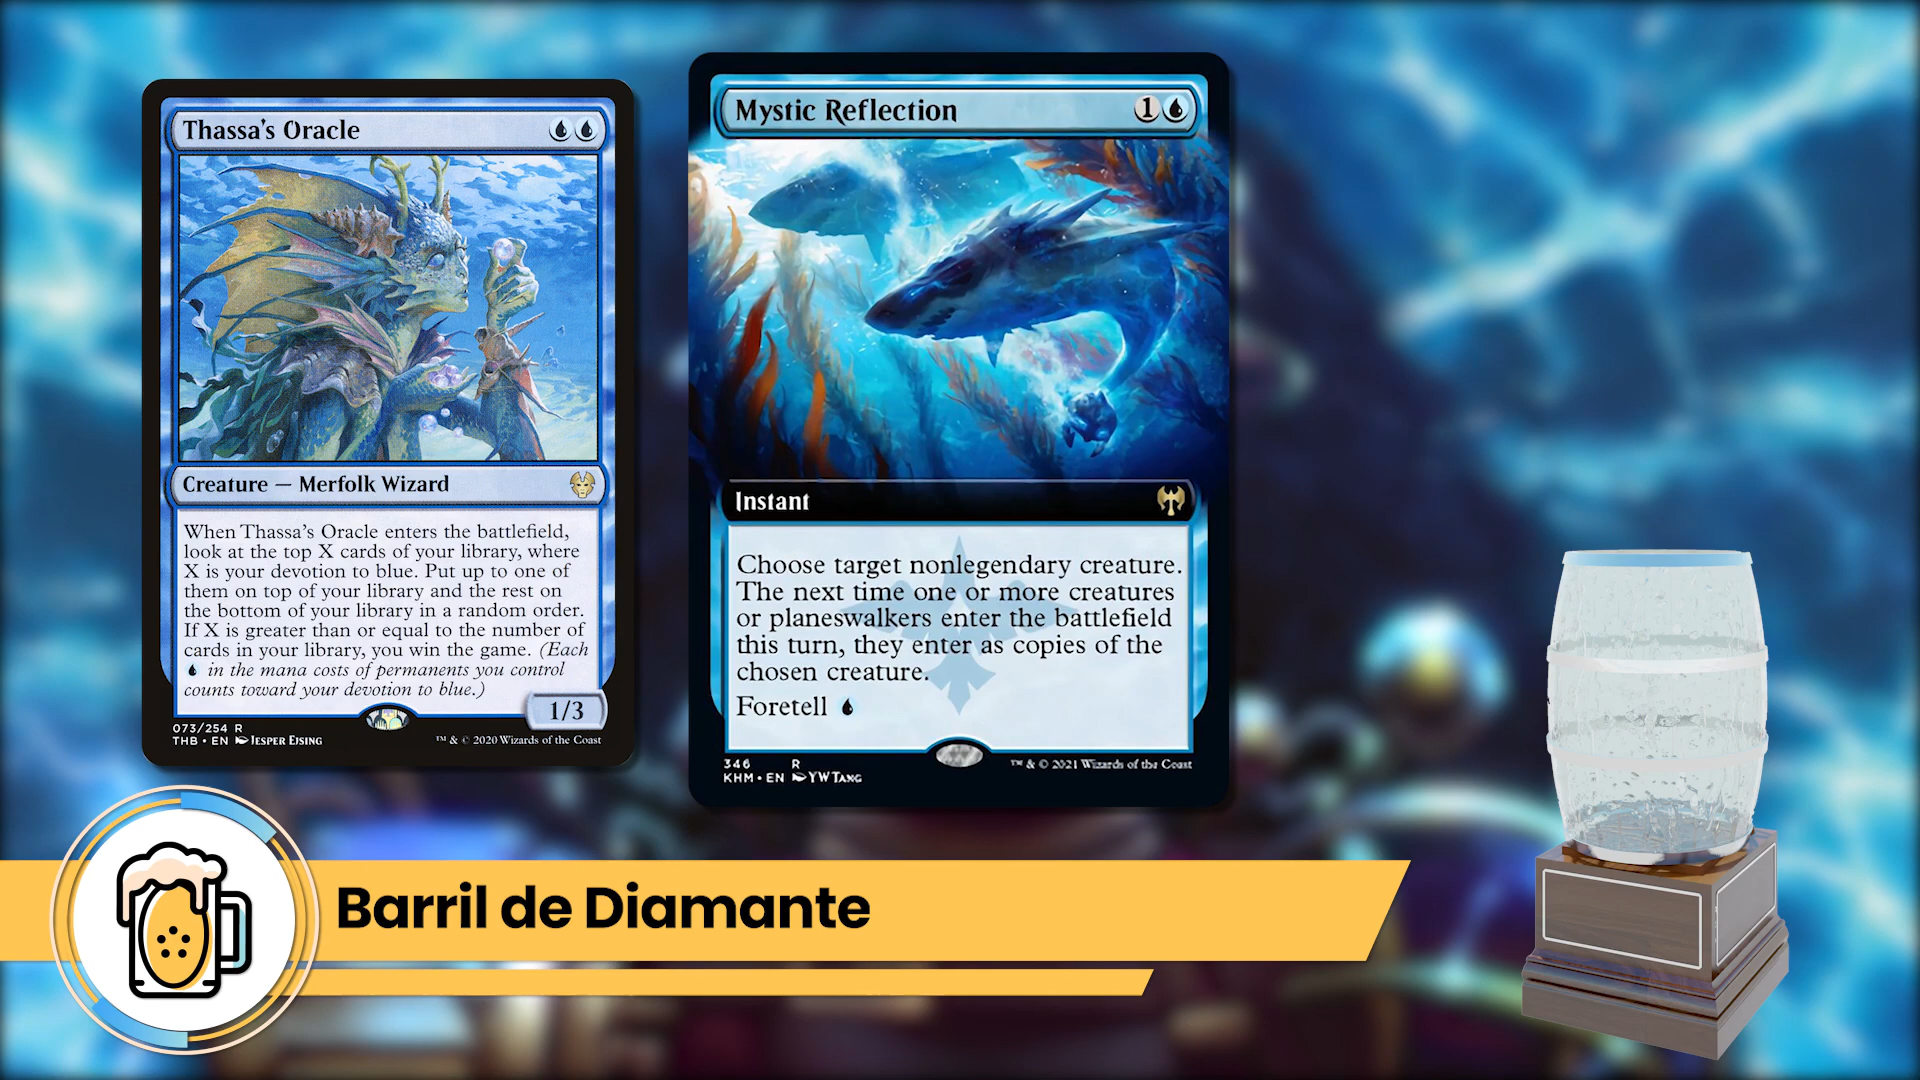 Thassa's Oracle
Creature — Merfolk Wizard
When Thassa's Oracle enters the battlefield,
look at the top X cards of your library, where
X is your devotion to blue. Put up to one of
them on top of your library and the rest on
the bottom of your library in a random order.
If X is greater than or equal to the number of
cards in your library, you win the game. (Each
in the mana costs of permanents you control
counts toward your devotion to blue.)
1/3
073/254 R
THB • EN Jesper Eising
™ & © 2020 Wizards of the Coast
Mystic Reflection
1
Instant
Choose target nonlegendary creature.
The next time one or more creatures
or planeswalkers enter the battlefield
this turn, they enter as copies of the
chosen creature.
Foretell
346 R
KHM • EN YW Tang
™ & © 2021 Wizards of the Coast
Barril de Diamante